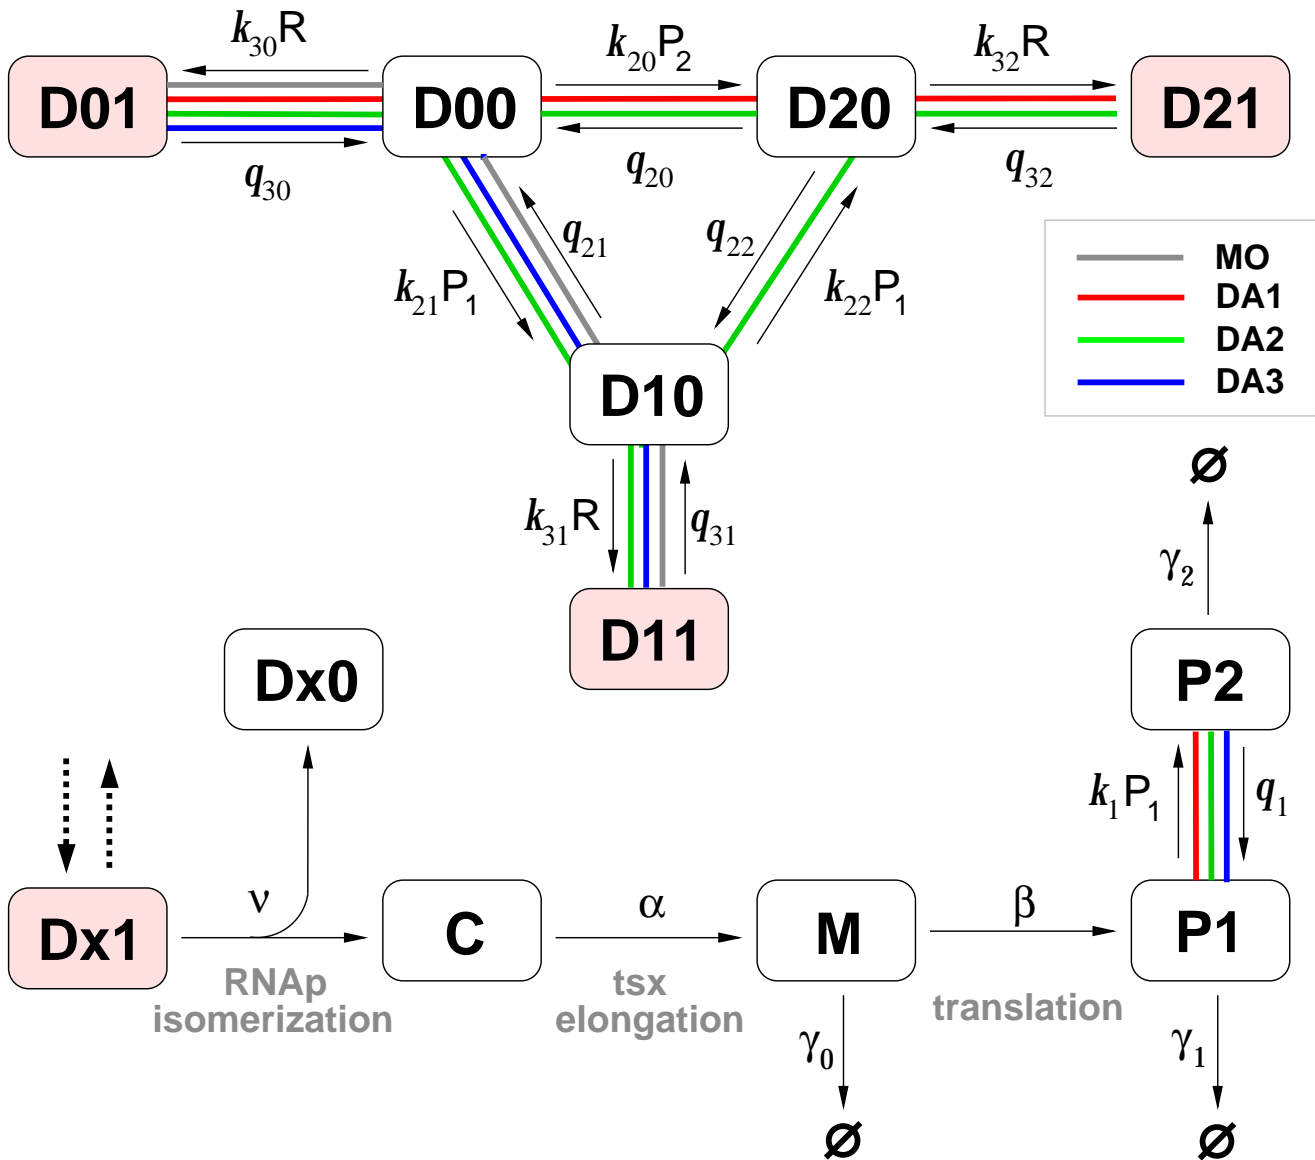 k30R
k20P2
k32R
D01
D00
D20
D21
q30
q20
q32
q21
q22
k21P1
k22P1
MO
DA1
DA2
DA3
D10
k31R
q31
Ø
γ2
D11
Dx0
P2
k1P1
q1
ν
α
β
Dx1
C
M
P1
RNAp
isomerization
tsx
elongation
translation
γ0
γ1
Ø
Ø